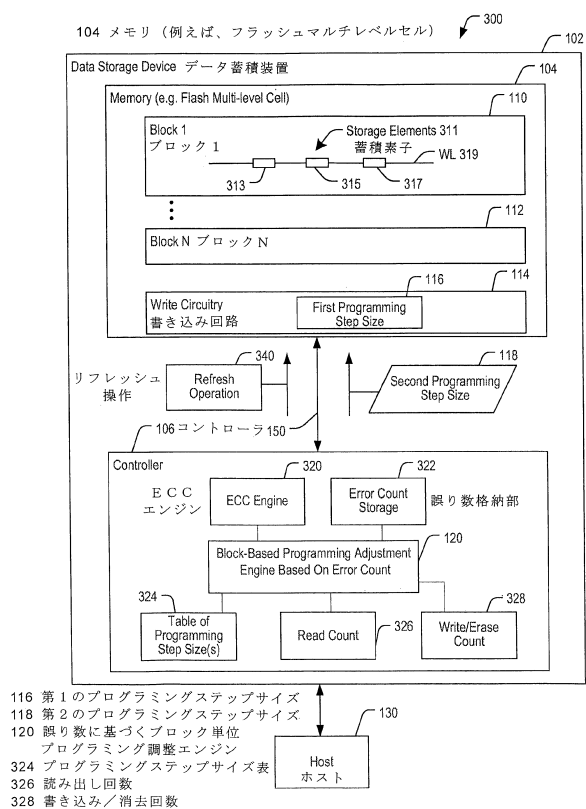 104 メモリ（例えば、フラッシュマルチレベルセル）
300
102
Data Storage Device データ蓄積装置
104
Memory (e.g. Flash Multi-level Cell)
110
Block 1
ブロック1
Storage Elements 311
蓄積素子
WL 319
313
315
317
112
Block N ブロックN
114
116
Write Circuitry
書き込み回路
First Programming
Step Size
340
118
リフレッシュ
操作
Refresh
Operation
Second Programming
Step Size
106コントローラ150
Controller
320
322
ECC
エンジン
ECC Engine
Error Count
Storage
誤り数格納部
120
Block-Based Programming Adjustment
Engine Based On Error Count
324
328
Table of
Programming
Step Size(s)
Read Count
326
Write/Erase
Count
116 第1のプログラミングステップサイズ
118 第2のプログラミングステップサイズ
120 誤り数に基づくブロック単位
プログラミング調整エンジン
324 プログラミングステップサイズ表
326 読み出し回数
328 書き込み／消去回数
130
Host
ホスト